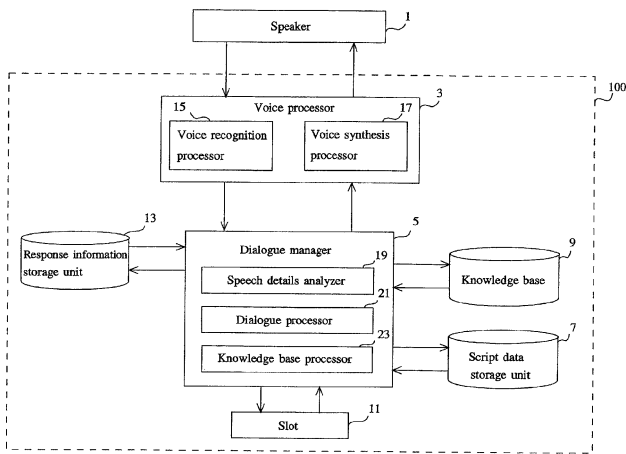 1
Speaker
100
3
Voice processor
15
17
Voice recognition
processor
Voice synthesis
processor
13
5
9
Response information
storage unit
Dialogue manager
19
Speech details analyzer
Knowledge base
21
Dialogue processor
7
23
Knowledge base processor
Script data
storage unit
11
Slot